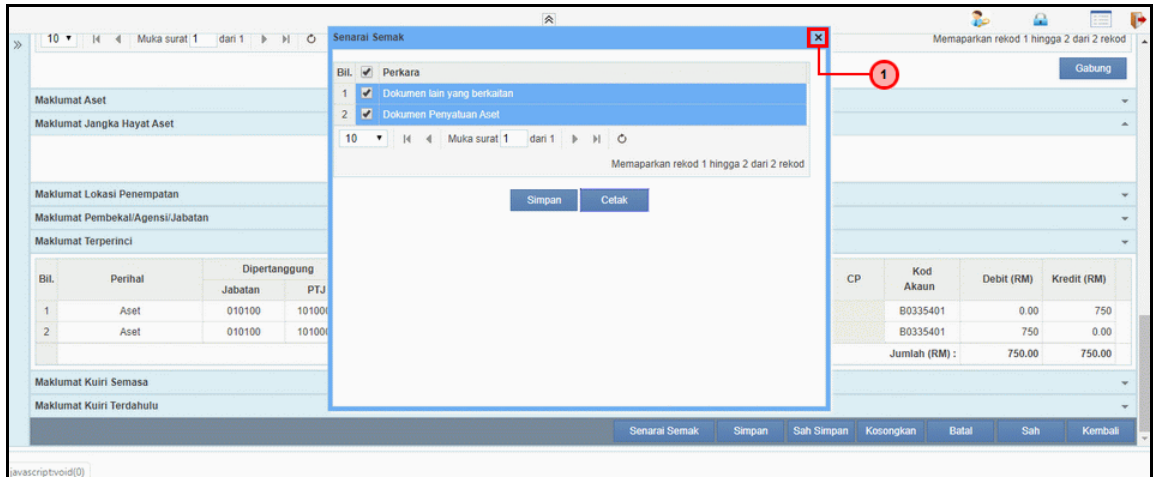 10 Muka surat 1 dari 1
Memaparkan rekod 1 hingga 2 dari 2 rekod
Gabung
Maklumat Aset
Maklumat Jangka Hayat Aset
Maklumat Lokasi Penempatan
Maklumat Pembekal/Agensi/Jabatan
Maklumat Terperinci
Bil. Perihal Dipertanggung CP Kod Akaun Debit (RM) Kredit (RM)
Jabatan PTJ
1 Aset 010100 10100 B0335401 0.00 750
2 Aset 010100 10100 B0335401 750 0.00
Jumlah (RM) : 750.00 750.00
Maklumat Kuiri Semasa
Maklumat Kuiri Terdahulu
Senarai Semak
Bil. Perkara
1 Dokumen lain yang berkaitan
2 Dokumen Penyatuan Aset
10 Muka surat 1 dari 1
Memaparkan rekod 1 hingga 2 dari 2 rekod
Simpan Cetak
1
Senarai Semak Simpan Sah Simpan Kosongkan Batal Sah Kembali
javascript:void(0)